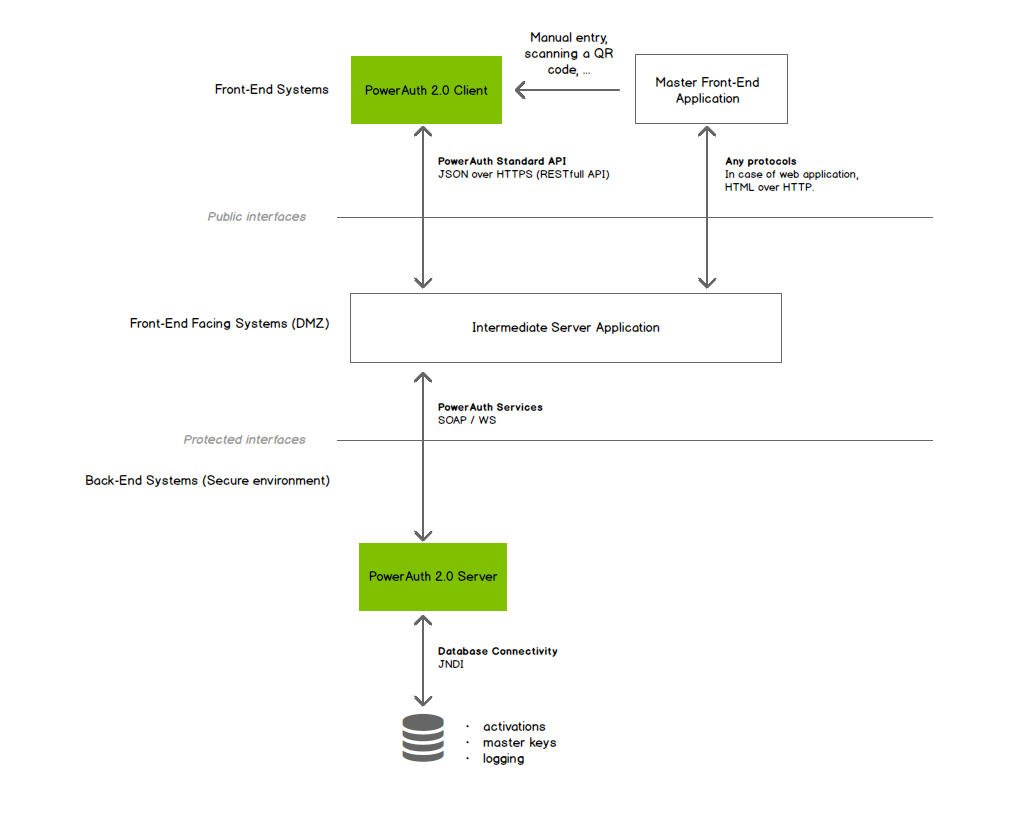 Manual entry,
scanning a QR
code, ...
Front-End Systems
PowerAuth 2.0 Client
Master Front-End
Application
PowerAuth Standard API
JSON over HTTPS (RESTfull API)
Any protocols
In case of web application,
HTML over HTTP.
Public interfaces
Front-End Facing Systems (DMZ)
Intermediate Server Application
PowerAuth Services
SOAP / WS
Protected interfaces
Back-End Systems (Secure environment)
PowerAuth 2.0 Server
Database Connectivity
JNDI
· activations
· master keys
· logging